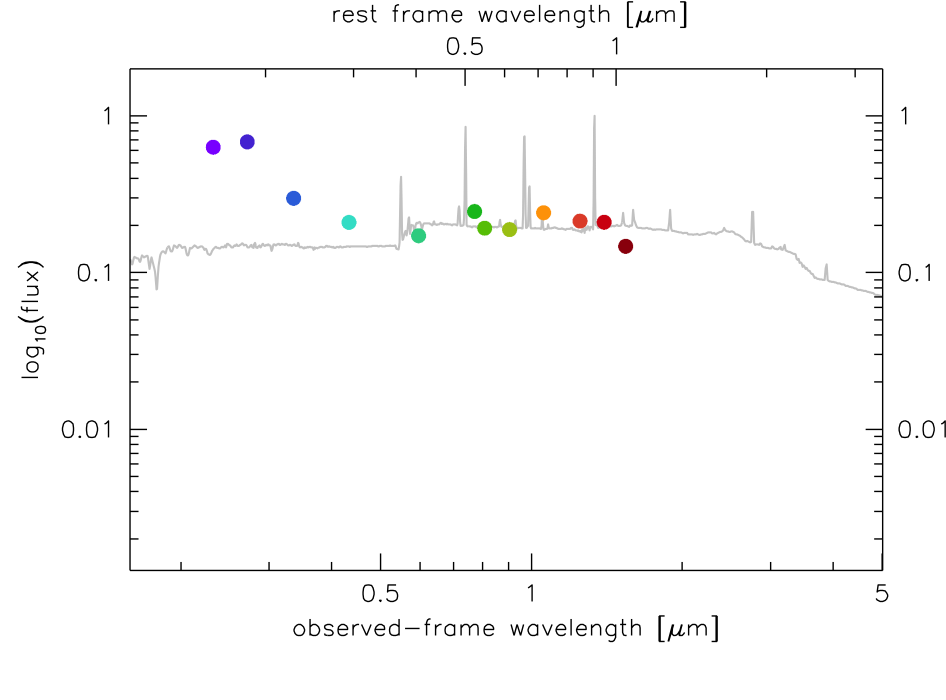 rest frame wavelength [μm]
0.5 1
1 1
0.1 0.1
0.01 0.01
log10(flux)
0.5 1 5
observed-frame wavelength [μm]